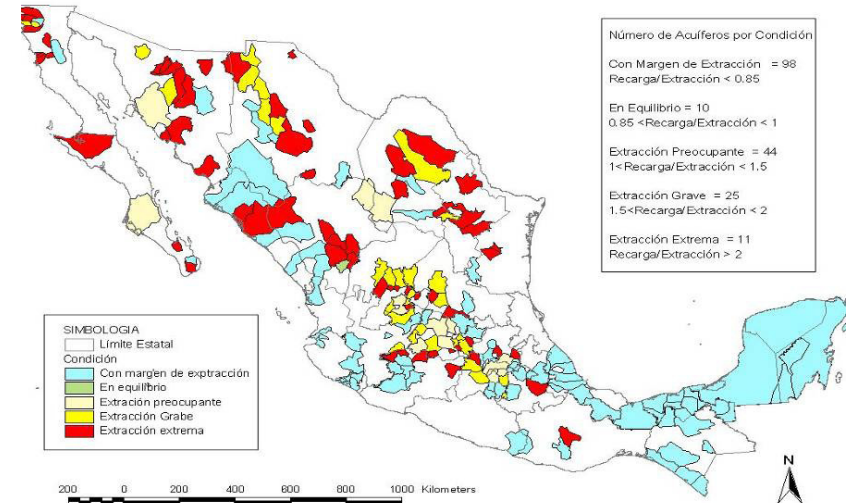 Número de Acuíferos por Condición
Con Margen de Extracción = 98
Recarga/Extracción < 0.85
En Equilibrio = 10
0.85 <Recarga/Extracción < 1
Extracción Preocupante = 44
1< Recarga/Extracción < 1.5
Extracción Grave = 25
1.5<Recarga/Extracción < 2
Extracción Extrema = 11
Recarga/Extracción > 2
SIMBOLOGIA
Límite Estatal
Condición
Con margen de exptracción
En equilibrio
Extración preocupante
Extracción Grabe
Extracción extrema
200 0 200 400 600 800 1000 Kilometers
N